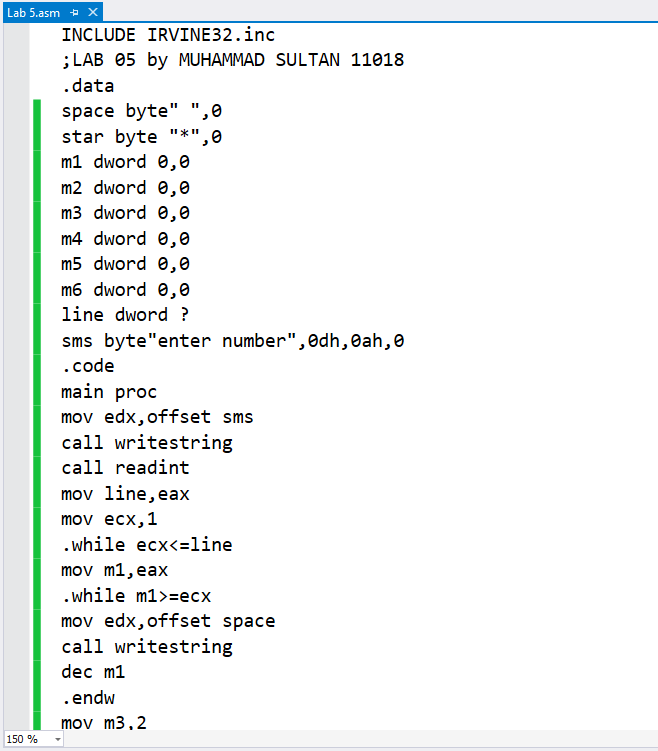 Lab 5.asm
INCLUDE IRVINE32.inc
;LAB 05 by MUHAMMAD SULTAN 11018
.data
space byte" ",0
star byte "*",0
m1 dword 0,0
m2 dword 0,0
m3 dword 0,0
m4 dword 0,0
m5 dword 0,0
m6 dword 0,0
line dword ?
sms byte"enter number",0dh,0ah,0
.code
main proc
mov edx,offset sms
call writestring
call readint
mov line,eax
mov ecx,1
.while ecx<=line
mov m1,eax
.while m1>=ecx
mov edx,offset space
call writestring
dec m1
.endw
mov m3,2
150 %